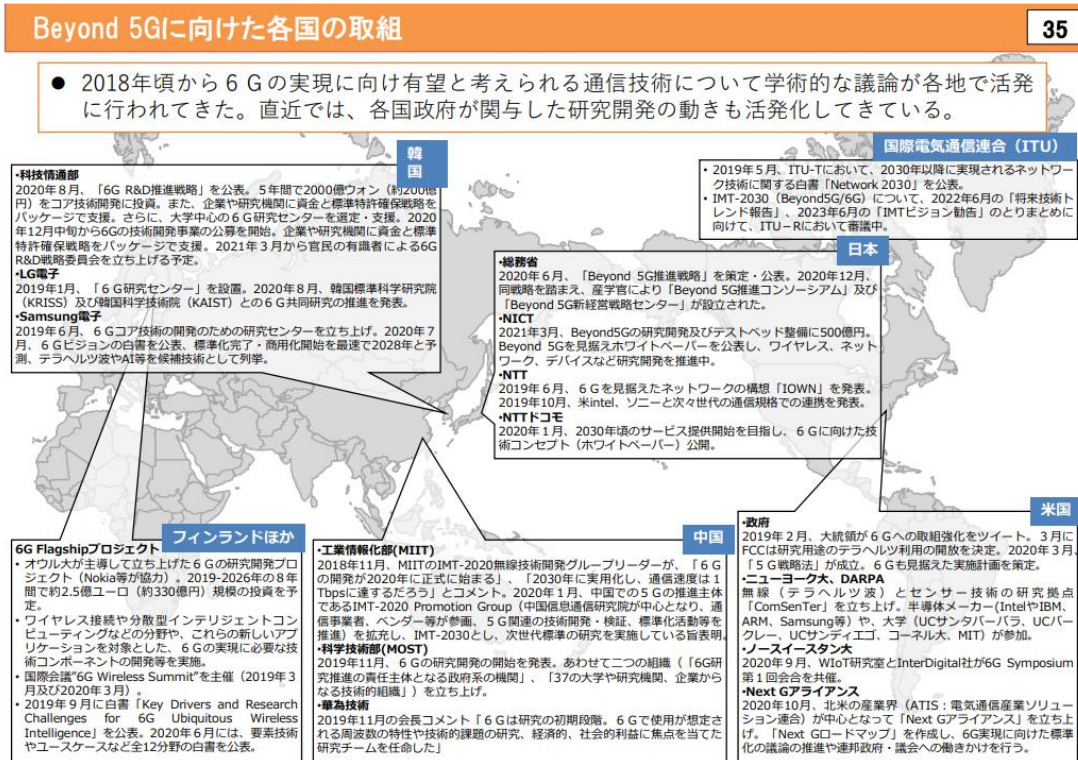 Beyond 5Gに向けた各国の取組
35
● 2018年頃から６Ｇの実現に向け有望と考えられる通信技術について学術的な議論が各地で活発
に行われてきた。直近では、各国政府が関与した研究開発の動きも活発化してきている。
韓国
・科技情通部
2020年８月、「6G R&D推進戦略」を公表。５年間で2000億ウォン（約200億
円）をコア技術開発に投資。また、企業や研究機関に資金と標準特許確保戦略を
パッケージで支援。さらに、大学中心の６G研究センターを選定・支援。2020
年12月中旬から6Gの技術開発事業の公募を開始。企業や研究機関に資金と標準
特許確保戦略をパッケージで支援。2021年３月から官民の有識者による6G
R&D戦略委員会を立ち上げる予定。
・LG電子
2019年1月、「６G研究センター」を設置。2020年８月、韓国標準科学研究院
（KRISS）及び韓国科学技術院（KAIST）との６G共同研究の推進を発表。
・Samsung電子
2019年６月、６Gコア技術の開発のための研究センターを立ち上げ。2020年７
月、６Gビジョンの白書を公表、標準化完了・商用化開始を最速で2028年と予
測、テラヘルツ波やAI等を候補技術として列挙。
国際電気通信連合（ITU）
・ 2019年５月、ITU-Tにおいて、2030年以降に実現されるネットワー
ク技術に関する白書「Network 2030」を公表。
・ IMT-2030（Beyond5G/6G）について、2022年6月の「将来技術ト
レンド報告」、2023年6月の「IMTビジョン勧告」のとりまとめに
向けて、ITU－Rにおいて審議中。
日本
・総務省
2020年６月、「Beyond 5G推進戦略」を策定・公表。2020年12月、
同戦略を踏まえ、産学官により「Beyond 5G推進コンソーシアム」及び
「Beyond 5G新経営戦略センター」が設立された。
・NICT
2021年3月、Beyond5Gの研究開発及びテストベッド整備に500億円。
Beyond 5Gを見据えホワイトペーパーを公表し、ワイヤレス、ネット
ワーク、デバイスなど研究開発を推進中。
・NTT
2019年６月、６Ｇを見据えたネットワークの構想「IOWN」を発表。
2019年10月、米intel、ソニーと次々世代の通信規格での連携を発表。
・NTTドコモ
2020年１月、2030年頃のサービス提供開始を目指し、６Ｇに向けた技
術コンセプト（ホワイトペーパー）公開。
フィンランドほか
6G Flagshipプロジェクト
・ オウル大が主導して立ち上げた６Gの研究開発プロ
ジェクト（Nokia等が協力）。2019-2026年の８年
間で約2.5億ユーロ（約330億円）規模の投資を予
定。
・ ワイヤレス接続や分散型インテリジェントコン
ピューティングなどの分野や、これらの新しいアプ
リケーションを対象とした、６Gの実現に必要な技
術コンポーネントの開発等を実施。
・ 国際会議"6G Wireless Summit"を主催（2019年３
月及び2020年３月）。
・ 2019年９月に白書「Key Drivers and Research
Challenges for 6G Ubiquitous Wireless
Intelligence」を公表。2020年６月には、要素技術
やユースケースなど全12分野の白書を公表。
中国
・工業情報化部(MIIT)
2018年11月、MIITのIMT-2020無線技術開発グループリーダーが、「６G
の開発が2020年に正式に始まる」、「2030年に実用化し、通信速度は１
Tbpsに達するだろう」とコメント。2020年１月、中国での５Gの推進主体
であるIMT-2020 Promotion Group（中国信息通信研究院が中心となり、通
信事業者、ベンダー等が参画、５Ｇ関連の技術開発・検証、標準化活動等を
推進）を拡充し、IMT-2030とし、次世代標準の研究を実施している旨表明。
・科学技術部(MOST)
2019年11月、６Ｇの研究開発の開始を発表。あわせて二つの組織（「6G研
究推進の責任主体となる政府系の機関」、「37の大学や研究機関、企業から
なる技術的組織」）を立ち上げ。
・華為技術
2019年11月の会長コメント「６Ｇは研究の初期段階。６Ｇで使用が想定さ
れる周波数の特性や技術的課題の研究、経済的、社会的利益に焦点を当てた
研究チームを任命した」
米国
・政府
2019年２月、大統領が６Ｇへの取組強化をツイート。３月に
FCCは研究用途のテラヘルツ利用の開放を決定。2020年３月、
「５Ｇ戦略法」が成立。６Ｇも見据えた実施計画を策定。
・ニューヨーク大、DARPA
無線（テラヘルツ波）とセンサー技術の研究拠点
「ComSenTer」を立ち上げ。半導体メーカー(IntelやIBM、
ARM、Samsung等）や、大学（UCサンタバーバラ、UCバー
クレー、UCサンディエゴ、コーネル大、MIT）が参加。
・ノースイースタン大
2020年９月、WIoT研究室とInterDigital社が6G Symposium
第１回会合を共催。
・Next Gアライアンス
2020年10月、北米の産業界（ATIS：電気通信産業ソリュー
ション連合）が中心となって「Next Gアライアンス」を立ち上
げ。「Next Gロードマップ」を作成し、6G実現に向けた標準
化の議論の推進や連邦政府・議会への働きかけを行う。